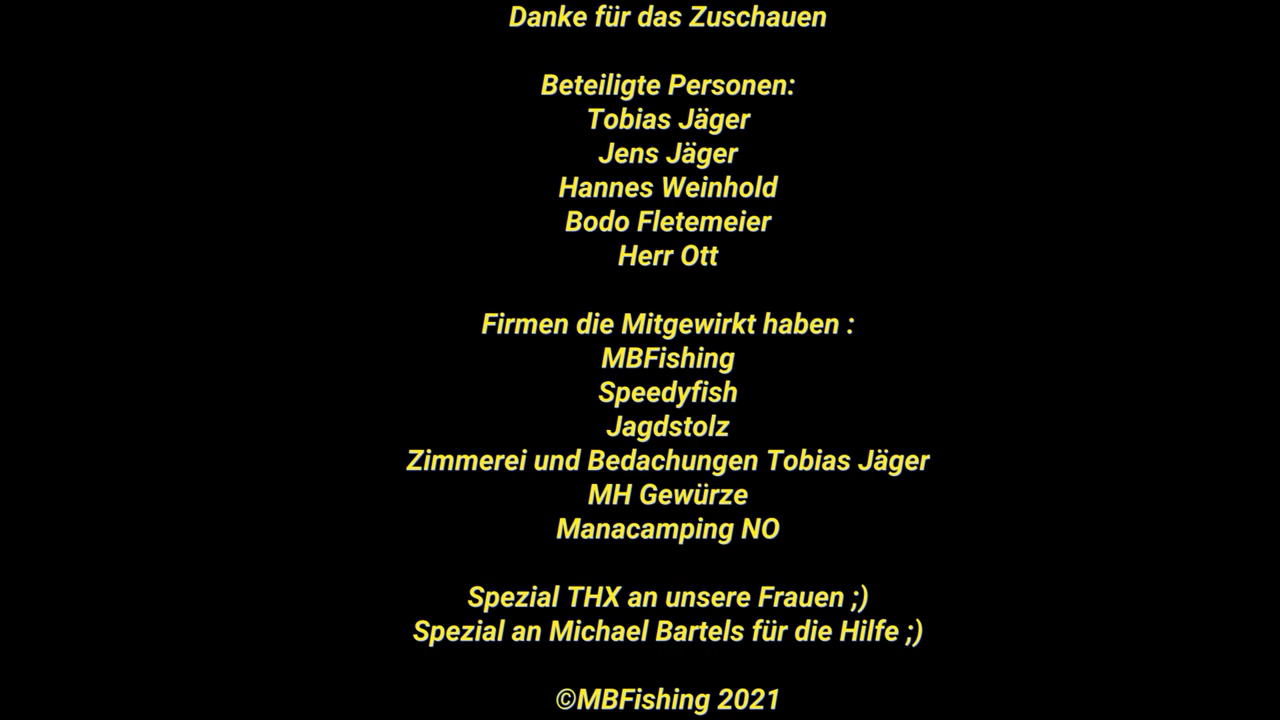 Danke für das Zuschauen
Beteiligte Personen:
Tobias Jäger
Jens Jäger
Hannes Weinhold
Bodo Fletemeier
Herr Ott
Firmen die Mitgewirkt haben :
MBFishing
Speedyfish
Jagdstolz
Zimmerei und Bedachungen Tobias Jäger
MH Gewürze
Manacamping NO
Spezial THX an unsere Frauen ;)
Spezial an Michael Bartels für die Hilfe ;)
©MBFishing 2021